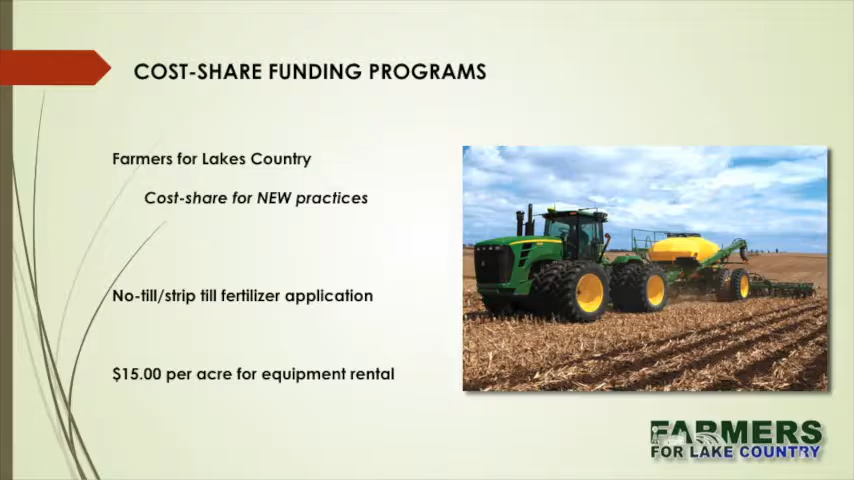 COST-SHARE FUNDING PROGRAMS
Farmers for Lakes Country
Cost-share for NEW practices
No-till/strip till fertilizer application
$15.00 per acre for equipment rental
FARMERS
FOR LAKE COUNTRY